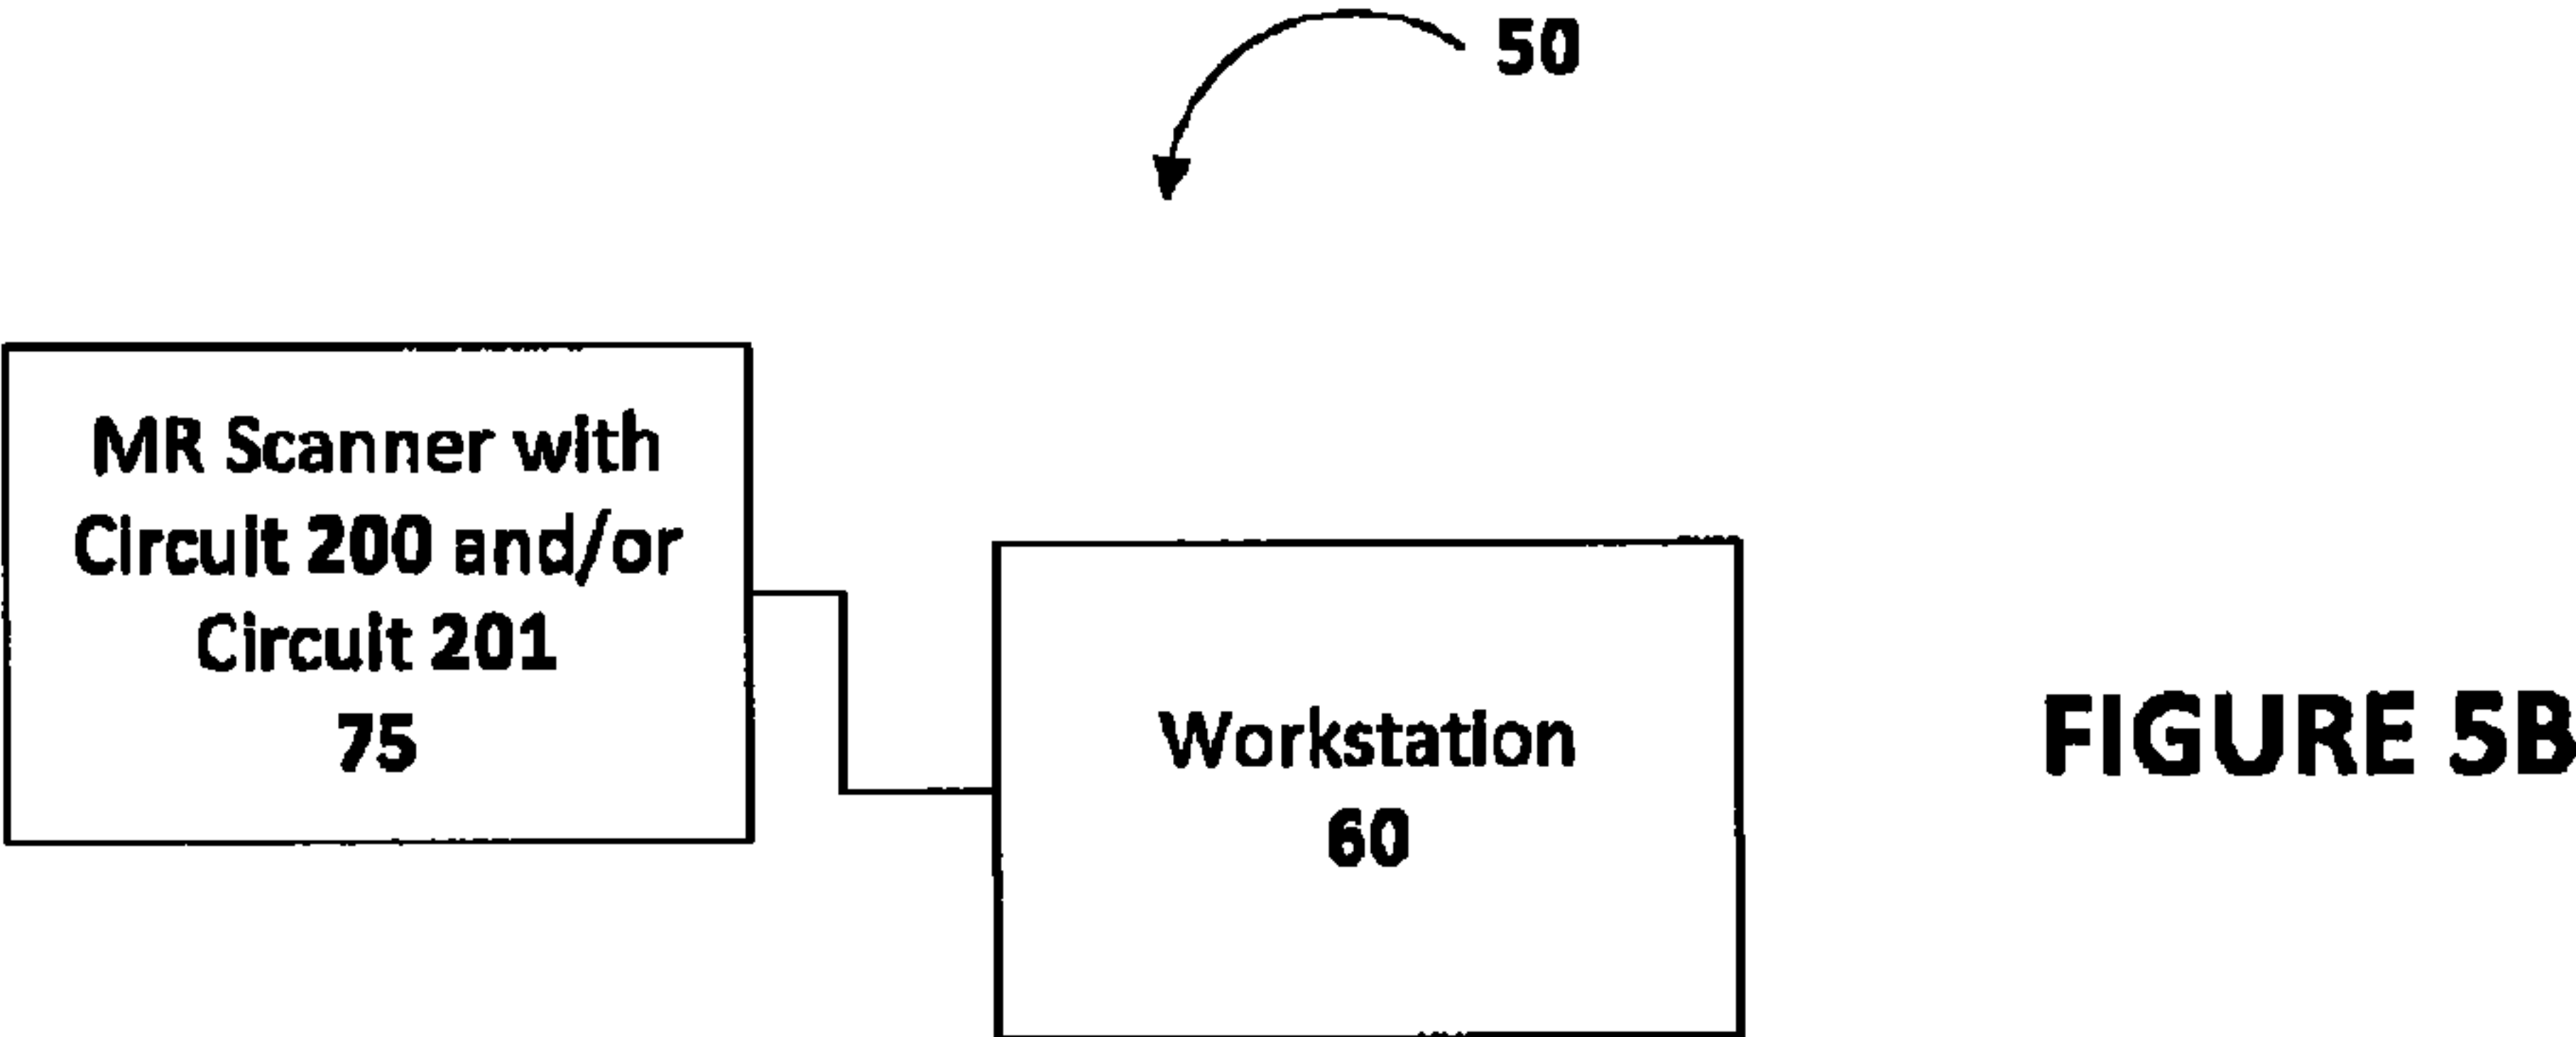 50
MR Scanner with
Circuit 200 and/or
Circuit 201
75
Workstation
60
FIGURE 5B